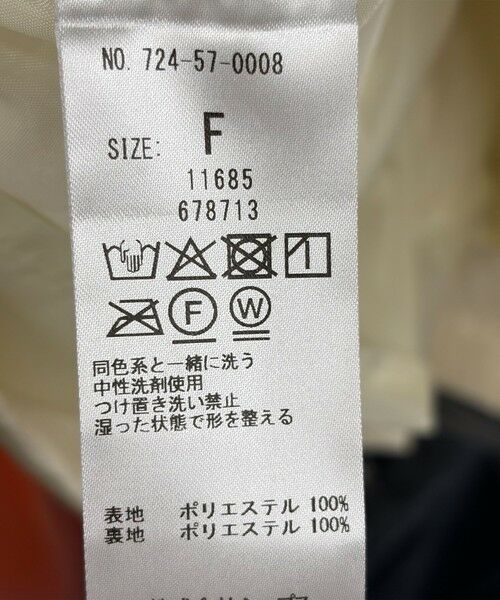 NO. 724-57-0008
SIZE: F
11685
678713
F W
同色系と一緒に洗う
中性洗剤使用
つけ置き洗い禁止
湿った状態で形を整える
表地 ポリエステル 100%
裏地 ポリエステル 100%